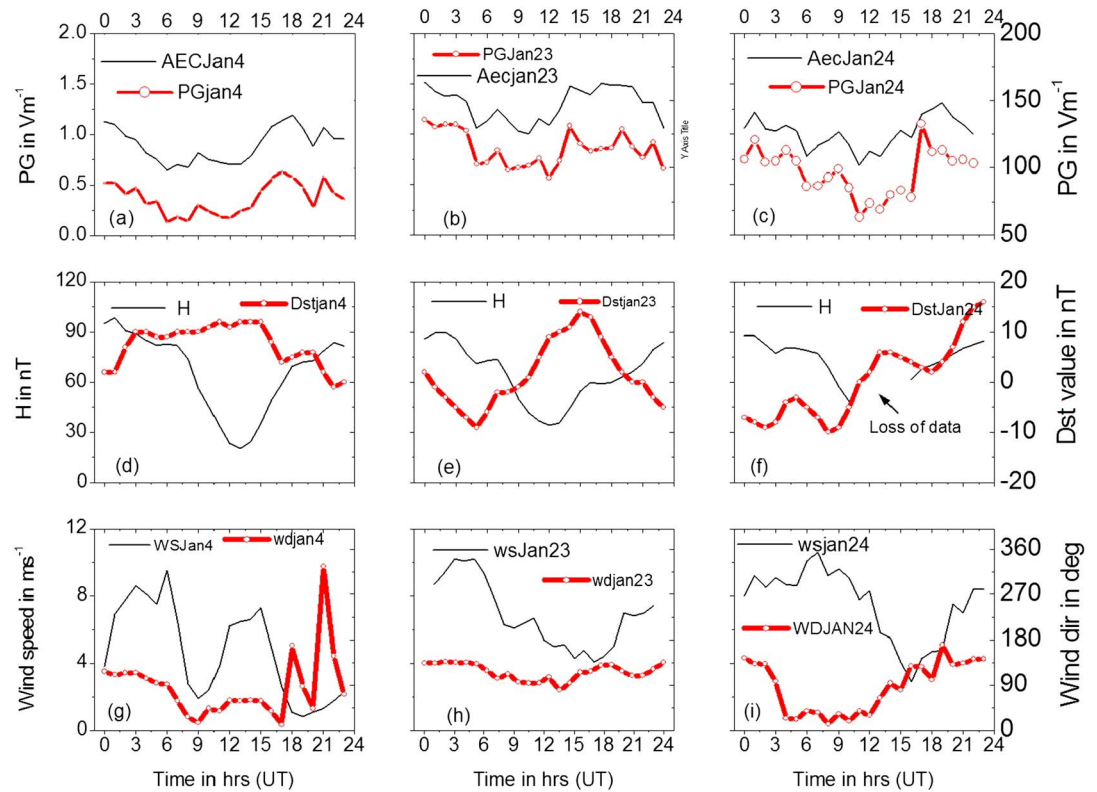 0 3 6 9 12 15 18 21 23
0 3 6 9 12 15 18 21 24
0 3 6 9 12 15 18 21 23
2.0
1.5
1.0
0.5
0.0
PG in Vm-1
AECJan4
PGjan4
(a)
PGJan23
Aecjan23
(b)
Y Axis Title
AecJan24
PGJan24
(c)
200
150
100
50
PG in Vm-1
120
90
60
30
0
H in nT
H
Dstjan4
(d)
H
Dstjan23
(e)
H
DstJan24
Loss of data
(f)
20
10
0
-10
-20
Dst value in nT
12
8
4
0
Wind speed in ms-1
WSJan4
wdjan4
(g)
wsJan23
wdjan23
(h)
wsjan24
WDJAN24
(i)
360
270
180
90
0
Wind dir in deg
0 3 6 9 12 15 18 21 23
0 3 6 9 12 15 18 21 24
0 3 6 9 12 15 18 21 23
Time in hrs (UT)
Time in hrs (UT)
Time in hrs (UT)